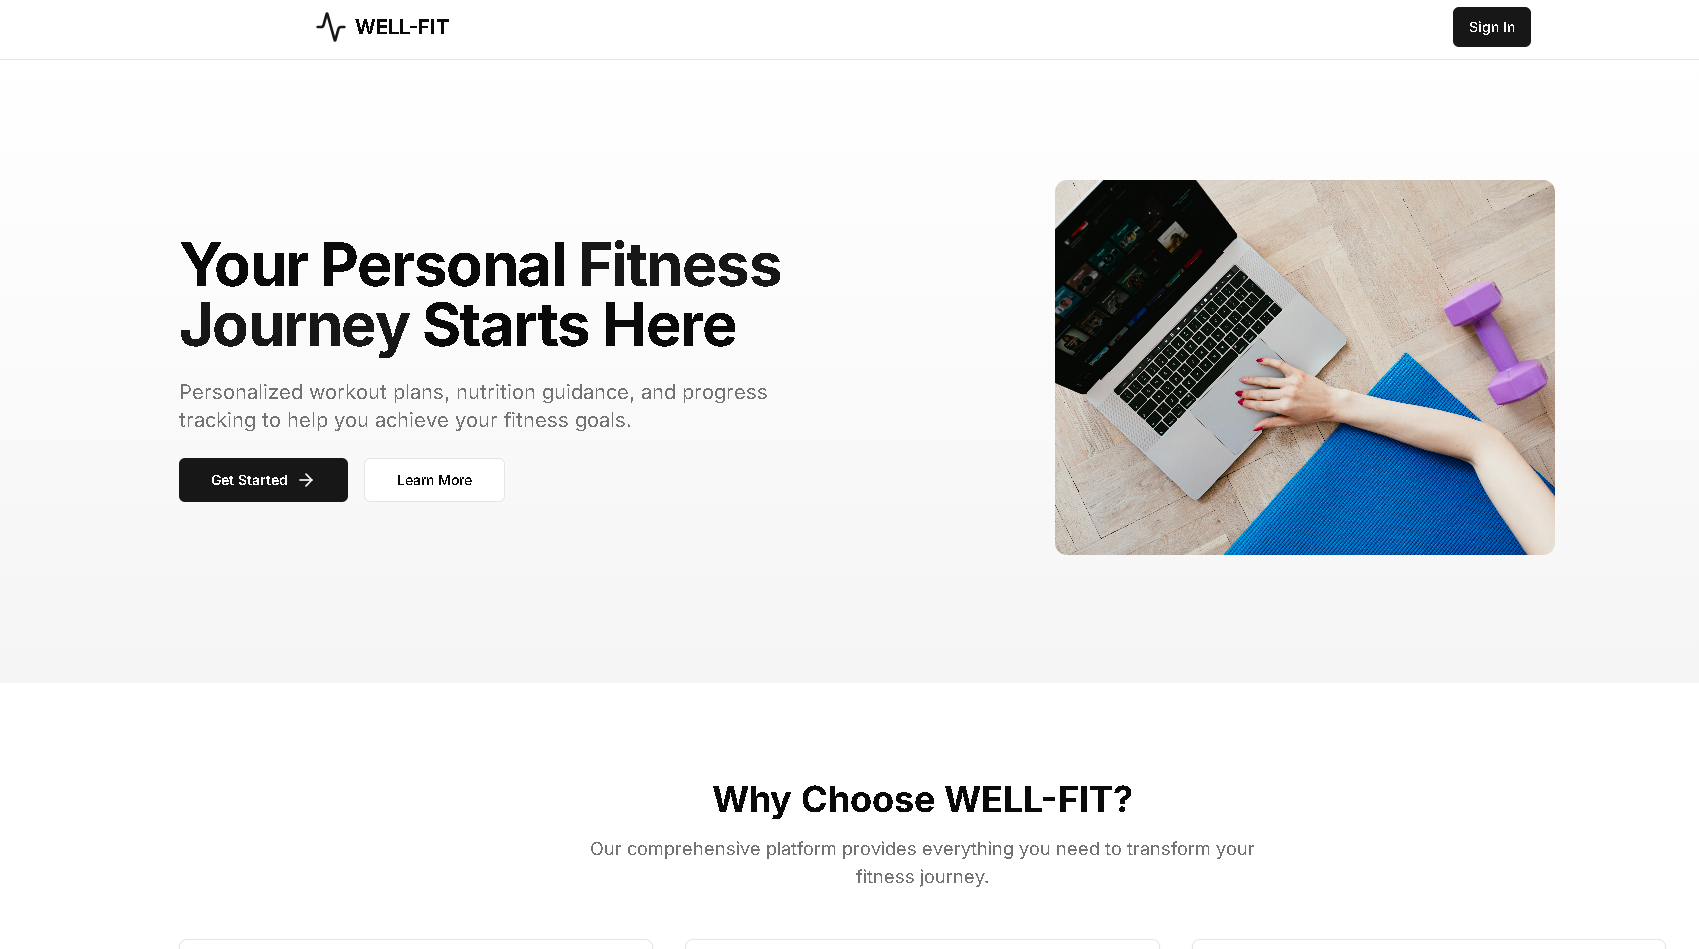 WELL-FIT
Sign In
Your Personal Fitness
Journey Starts Here
Personalized workout plans, nutrition guidance, and progress
tracking to help you achieve your fitness goals.
Get Started
Learn More
Why Choose WELL-FIT?
Our comprehensive platform provides everything you need to transform your
fitness journey.